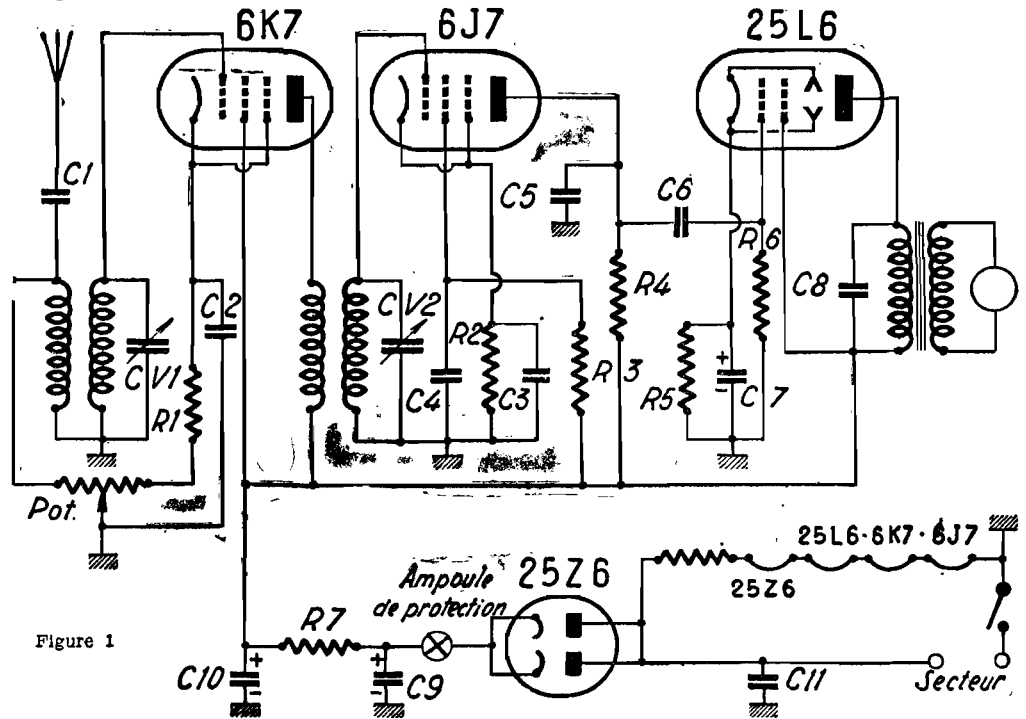 6K7
6J7
25L6
C1
C2
CV1
R1
Pot.
CV2
C4
R2
C3
R3
C5
R4
C6
R6
R5
C7
C8
25L6·6K7·6J7
25Z6
Ampoule
de protection
25Z6
R7
C10
C9
C11
Secteur
Figure 1